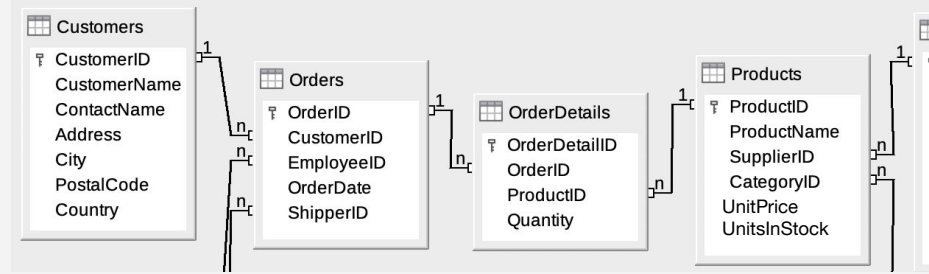 Customers
CustomerID
CustomerName
ContactName
Address
City
PostalCode
Country
1
n
n
n
Orders
OrderID
CustomerID
EmployeeID
OrderDate
ShipperID
1
n
OrderDetails
OrderDetailID
OrderID
ProductID
Quantity
1
n
Products
ProductID
ProductName
SupplierID
CategoryID
UnitPrice
UnitsInStock
1
n
n